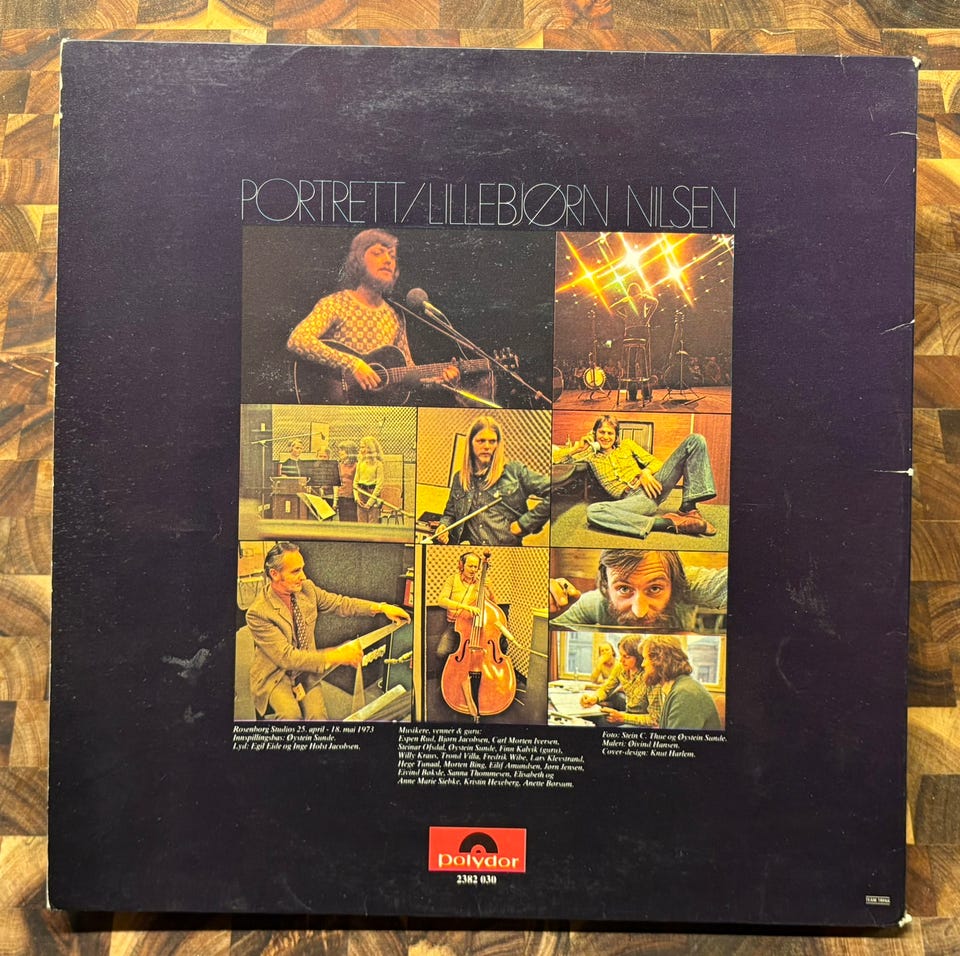 PORTRETT/LILLEBJØRN NILSEN
Rosenborg Studios 25. april - 18. mai 1973
Innspillingsbas: Øystein Sunde.
Lyd: Egil Eide og Inge Holst Jacobsen.
Musikere, venner & guru:
Espen Rud, Bjørn Jacobsen, Carl Morten Iversen,
Steinar Ofsdal, Øystein Sunde, Finn Kalvik (guru),
Willy Kraus, Trond Villa, Fredrik Wibe, Lars Klevstrand,
Hege Tunaal, Morten Bing, Eilif Amundsen, Jørn Jensen,
Eivind Bøksle, Sanna Thommesen, Elisabeth og
Anne Marie Siebke, Kristin Hexeberg, Anette Børsum.
Foto: Stein C. Thue og Øystein Sunde.
Maleri: Øivind Hansen.
Cover-design: Knut Harlem.
polydor
2382 030